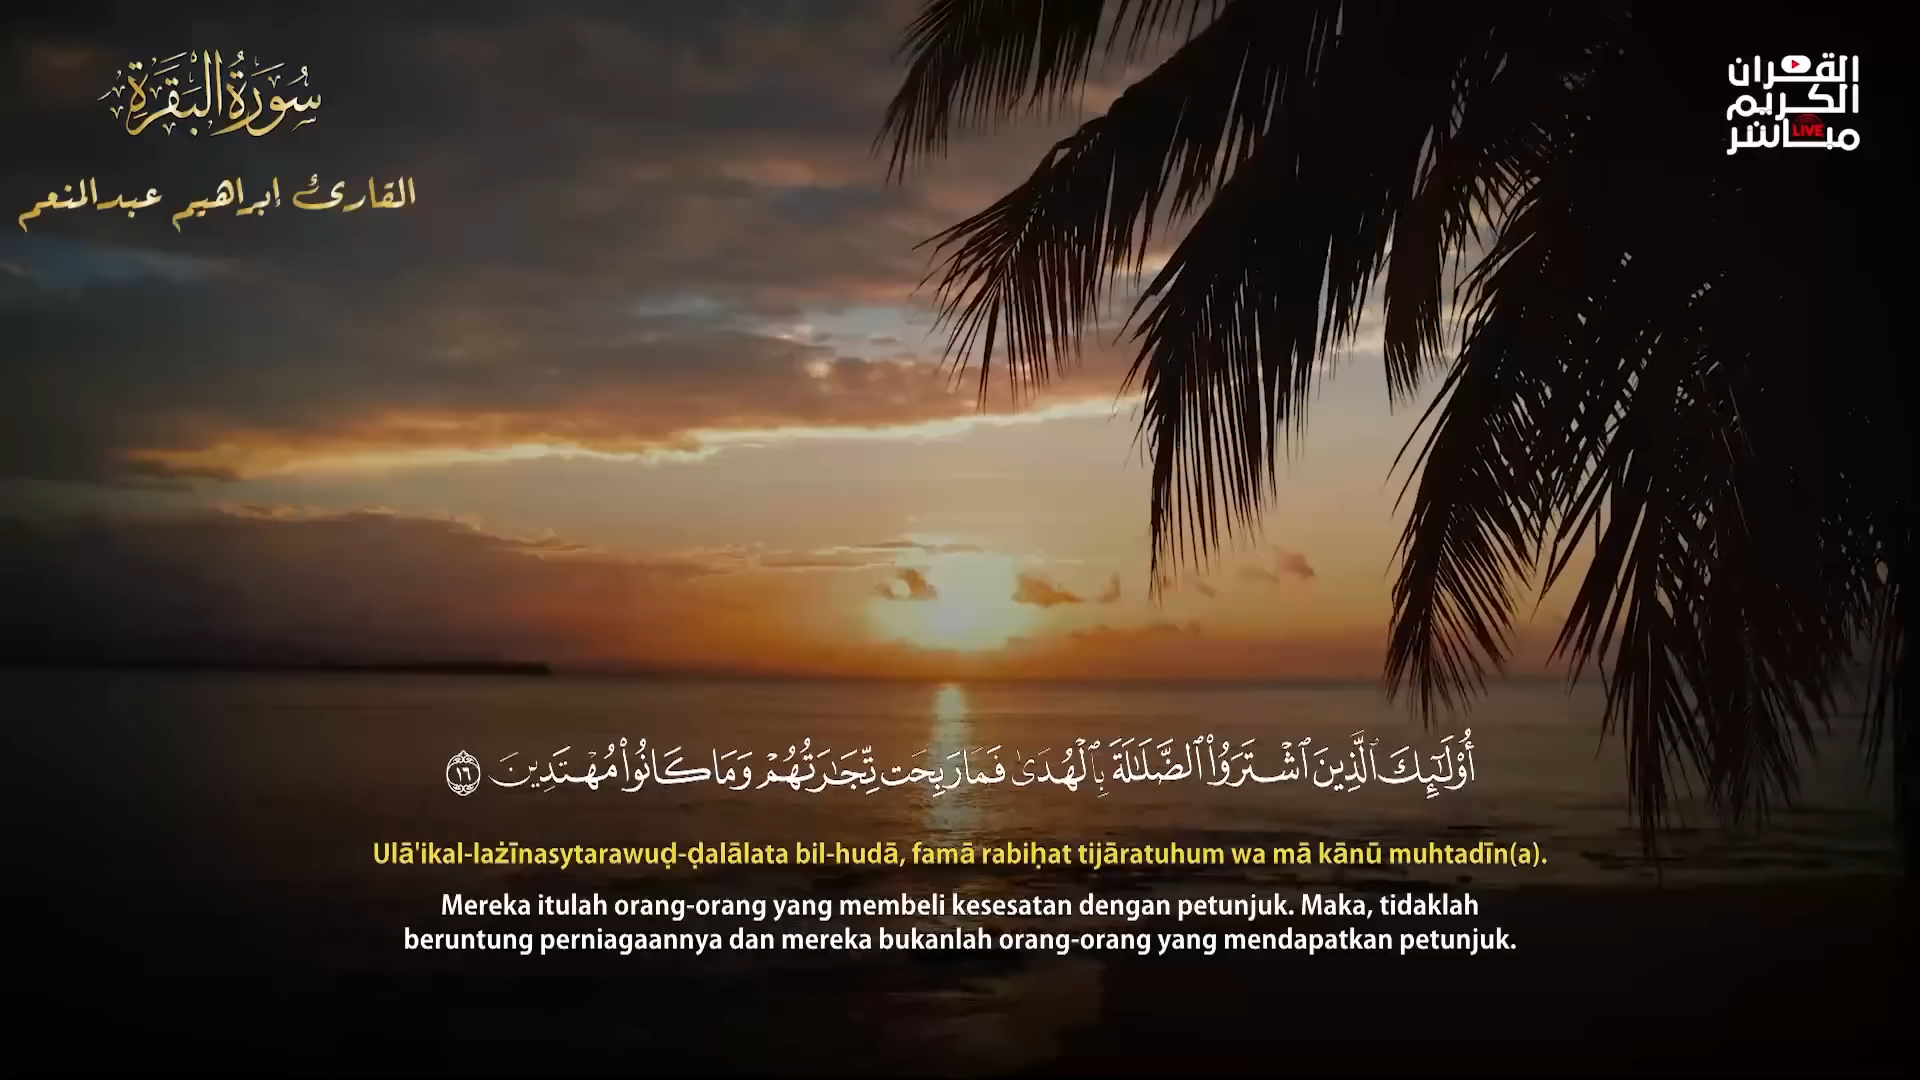 سُورَةُ الْبَقَرَةِ
القارئ إبراهيم عبدالمنعم
القرآن
الكريم
مباشر
LIVE
أُو۟لَـٰٓئِكَ ٱلَّذِينَ ٱشْتَرَوُا۟ ٱلضَّلَـٰلَةَ بِٱلْهُدَىٰ فَمَا رَبِحَت تِّجَـٰرَتُهُمْ وَمَا كَانُوا۟ مُهْتَدِينَ ١٦
Ulā'ikal-lażīnasytarawuḍ-ḍalālata bil-hudā, famā rabiḥat tijāratuhum wa mā kānū muhtadīn(a).
Mereka itulah orang-orang yang membeli kesesatan dengan petunjuk. Maka, tidaklah
beruntung perniagaannya dan mereka bukanlah orang-orang yang mendapatkan petunjuk.